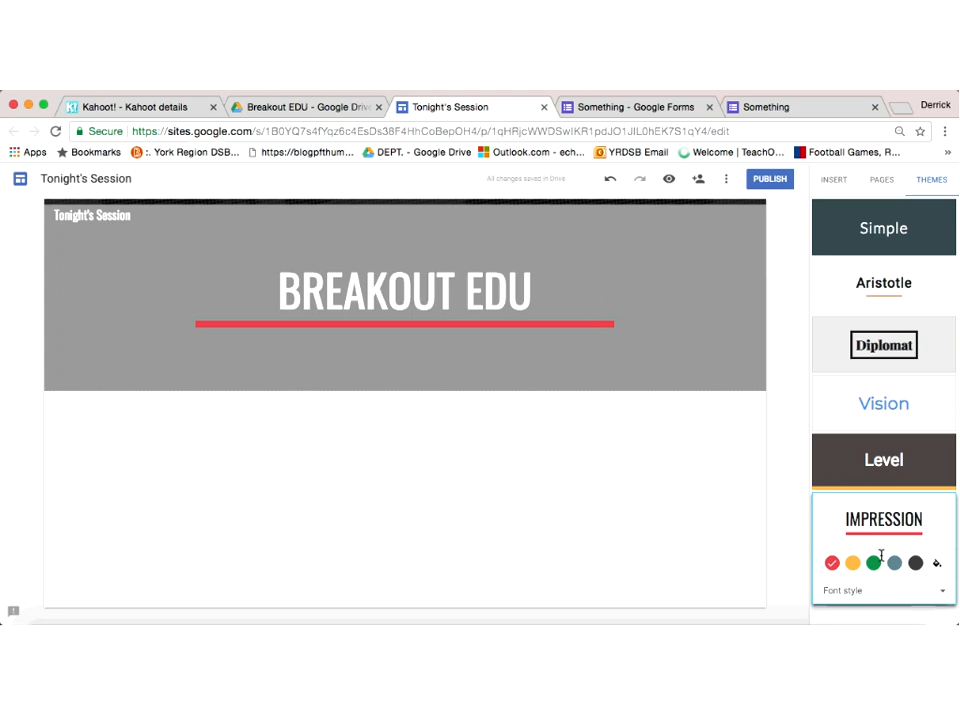 Kahoot! - Kahoot details
Breakout EDU - Google Drive
Tonight's Session
Something - Google Forms
Something
Derrick
Secure
https://sites.google.com/s/1B0YQ7s4fYqz6c4EsDs38F4HhCoBepOH4/p/1qHRjcWWDSwIKR1pdJO1JIL0hEK7S1qY4/edit
Apps
Bookmarks
:. York Region DSB...
https://blogpfthum...
DEPT. - Google Drive
Outlook.com - ech...
YRDSB Email
Welcome | TeachO...
Football Games, R...
»
Tonight's Session
All changes saved in Drive
PUBLISH
INSERT
PAGES
THEMES
Tonight's Session
BREAKOUT EDU
Simple
Aristotle
Diplomat
Vision
Level
IMPRESSION
Font style